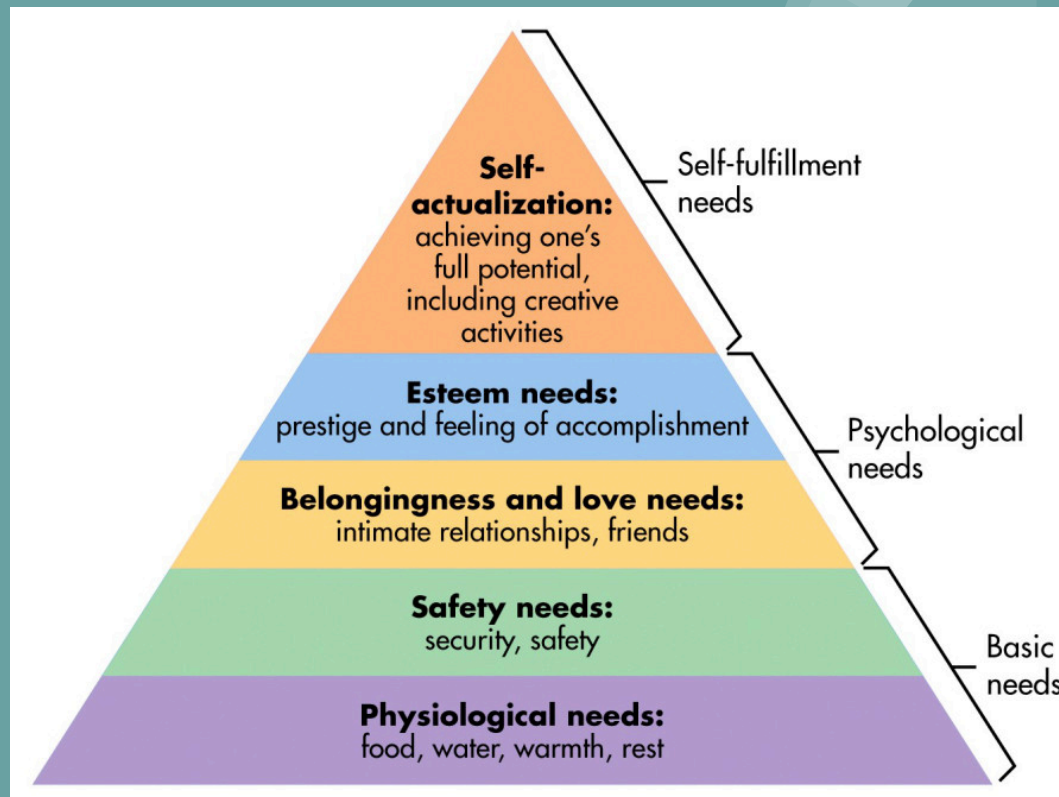 Self-
actualization:
achieving one's
full potential,
including creative
activities
Self-fulfillment
needs
Esteem needs:
prestige and feeling of accomplishment
Psychological
needs
Belongingness and love needs:
intimate relationships, friends
Safety needs:
security, safety
Basic
needs
Physiological needs:
food, water, warmth, rest